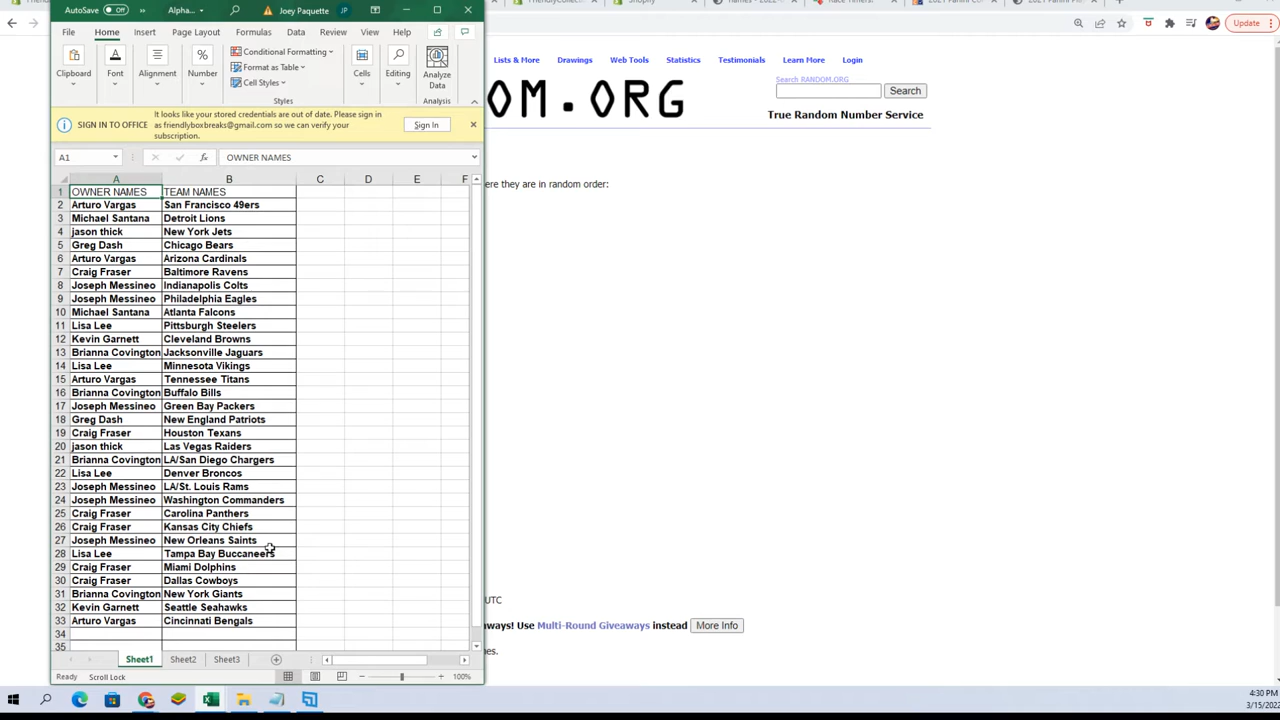 AutoSave Off Alpha... Joey Paquette JP
File Home Insert Page Layout Formulas Data Review View Help
Clipboard Font Alignment Number Conditional Formatting Format as Table Cell Styles Styles Cells Editing Analyze Data Analysis
SIGN IN TO OFFICE It looks like your stored credentials are out of date. Please sign in as friendlyboxbreaks@gmail.com so we can verify your subscription. Sign In
A1 OWNER NAMES
A B C D E F
1 OWNER NAMES TEAM NAMES
2 Arturo Vargas San Francisco 49ers
3 Michael Santana Detroit Lions
4 jason thick New York Jets
5 Greg Dash Chicago Bears
6 Arturo Vargas Arizona Cardinals
7 Craig Fraser Baltimore Ravens
8 Joseph Messineo Indianapolis Colts
9 Joseph Messineo Philadelphia Eagles
10 Michael Santana Atlanta Falcons
11 Lisa Lee Pittsburgh Steelers
12 Kevin Garnett Cleveland Browns
13 Brianna Covington Jacksonville Jaguars
14 Lisa Lee Minnesota Vikings
15 Arturo Vargas Tennessee Titans
16 Brianna Covington Buffalo Bills
17 Joseph Messineo Green Bay Packers
18 Greg Dash New England Patriots
19 Craig Fraser Houston Texans
20 jason thick Las Vegas Raiders
21 Brianna Covington LA/San Diego Chargers
22 Lisa Lee Denver Broncos
23 Joseph Messineo LA/St. Louis Rams
24 Joseph Messineo Washington Commanders
25 Craig Fraser Carolina Panthers
26 Craig Fraser Kansas City Chiefs
27 Joseph Messineo New Orleans Saints
28 Lisa Lee Tampa Bay Buccaneers
29 Craig Fraser Miami Dolphins
30 Craig Fraser Dallas Cowboys
31 Brianna Covington New York Giants
32 Kevin Garnett Seattle Seahawks
33 Arturo Vargas Cincinnati Bengals
34
35
Sheet1 Sheet2 Sheet3
Ready Scroll Lock 100%
Update
Lists & More Drawings Web Tools Statistics Testimonials Learn More Login
OM.ORG
Search RANDOM.ORG
Search
True Random Number Service
ere they are in random order:
UTC
ways! Use Multi-Round Giveaways instead More Info
nes.
4:30 PM
3/15/202